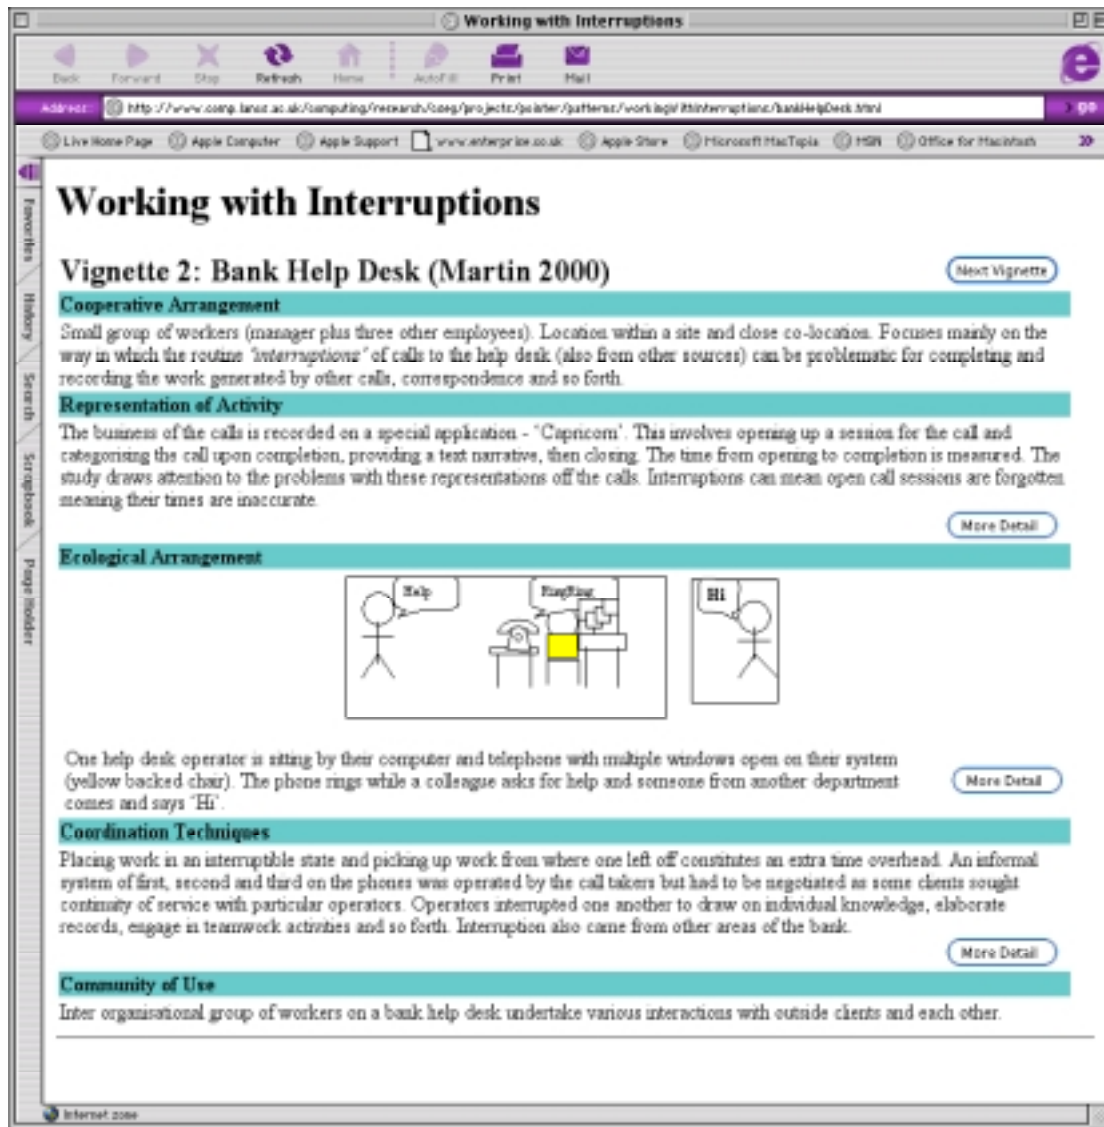 Working with Interruptions
Back Forward Stop Refresh Home AutoFill Print Mail
Address: http://www.comp.lancs.ac.uk/computing/research/cseg/projects/pointer/patterns/workingWithInterruptions/bankHelpDesk.html go
Live Home Page Apple Computer Apple Support www.enterprise.co.uk Apple Store Microsoft MacTopia MSN Office for Macintosh
Favorites
History
Search
Scrapbook
Page Holder
Working with Interruptions
Vignette 2: Bank Help Desk (Martin 2000)
Next Vignette
Cooperative Arrangement
Small group of workers (manager plus three other employees). Location within a site and close co-location. Focuses mainly on the
way in which the routine 'interruptions' of calls to the help desk (also from other sources) can be problematic for completing and
recording the work generated by other calls, correspondence and so forth.
Representation of Activity
The business of the calls is recorded on a special application - 'Capricorn'. This involves opening up a session for the call and
categorising the call upon completion, providing a text narrative, then closing. The time from opening to completion is measured. The
study draws attention to the problems with these representations off the calls. Interruptions can mean open call sessions are forgotten
meaning their times are inaccurate.
More Detail
Ecological Arrangement
Help
RingRing
Hi
One help desk operator is sitting by their computer and telephone with multiple windows open on their system
(yellow backed chair). The phone rings while a colleague asks for help and someone from another department
comes and says 'Hi'.
More Detail
Coordination Techniques
Placing work in an interruptible state and picking up work from where one left off constitutes an extra time overhead. An informal
system of first, second and third on the phones was operated by the call takers but had to be negotiated as some clients sought
continuity of service with particular operators. Operators interrupted one another to draw on individual knowledge, elaborate
records, engage in teamwork activities and so forth. Interruption also came from other areas of the bank.
More Detail
Community of Use
Inter organisational group of workers on a bank help desk undertake various interactions with outside clients and each other.
Internet zone